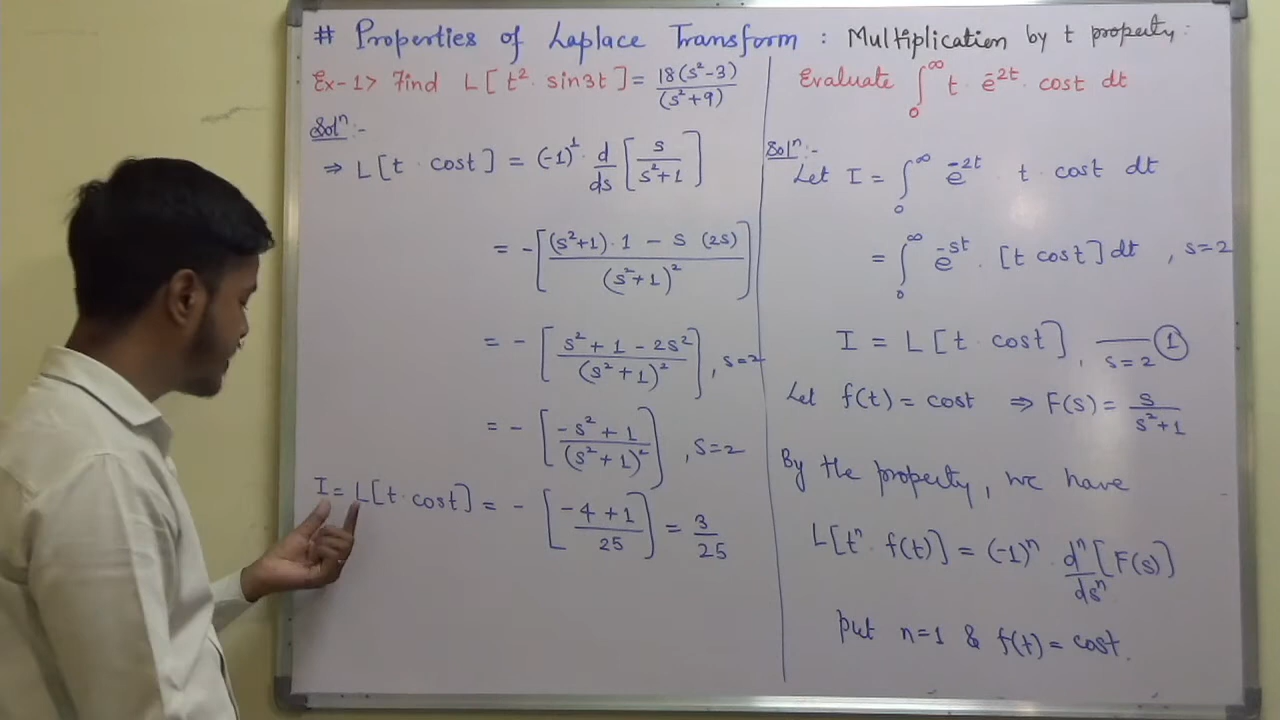 # Properties of Laplace Transform : Multiplication by t property:
Ex-1> Find L[t². sin3t] = 18(s²-3)/(s²+9)
Solⁿ:-
⇒ L[t . cost] = (-1)¹. d/ds [s/(s²+1)]
= -[((s²+1).1 - s (2s))/(s²+1)²]
= - [(s²+1-2s²)/(s²+1)²], s=2
= - [(-s²+1)/(s²+1)²], s=2
I = L[t.cost] = - [(-4+1)/25] = 3/25
Evaluate ∫₀^∞ t . e^-2t . cost dt
Solⁿ:-
Let I = ∫₀^∞ e^-2t . t . cost dt
= ∫₀^∞ e^-st . [t cost] dt , s=2
I = L[t . cost], s=2 —— ①
Let f(t) = cost ⇒ F(s) = s/(s²+1)
By the property, we have
L[tⁿ. f(t)] = (-1)ⁿ . dⁿ/dsⁿ [F(s)]
put n=1 & f(t) = cost.